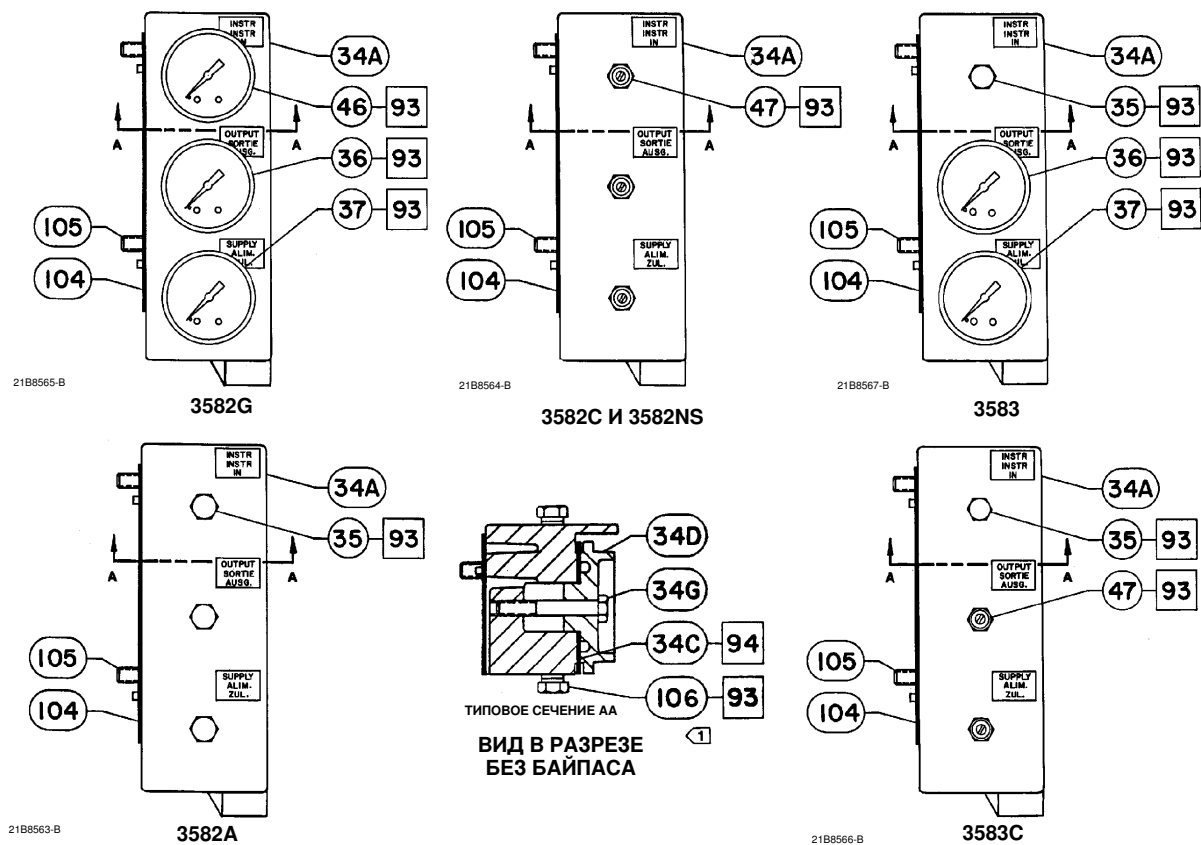 INSTR
INSTR
IN
34A
46 93
OUTPUT
SORTIE
AUSG.
A A
36 93
37 93
105
SUPPLY
ALIM.
ZUL.
104
21B8565-B
3582G
INSTR
INSTR
IN
34A
47 93
OUTPUT
SORTIE
AUSG.
A A
105
SUPPLY
ALIM.
ZUL.
104
21B8564-B
3582C И 3582NS
INSTR
INSTR
IN
34A
35 93
OUTPUT
SORTIE
AUSG.
A A
36 93
37 93
105
SUPPLY
ALIM.
ZUL.
104
21B8567-B
3583
INSTR
INSTR
IN
34A
35 93
OUTPUT
SORTIE
AUSG.
A A
105
SUPPLY
ALIM.
ZUL.
104
21B8563-B
3582A
34D
34G
34C 94
106 93
ТИПОВОЕ СЕЧЕНИЕ АА
1
ВИД В РАЗРЕЗЕ
БЕЗ БАЙПАСА
INSTR
INSTR
IN
34A
35 93
OUTPUT
SORTIE
AUSG.
A A
47 93
105
SUPPLY
ALIM.
ZUL.
104
21B8566-B
3583C